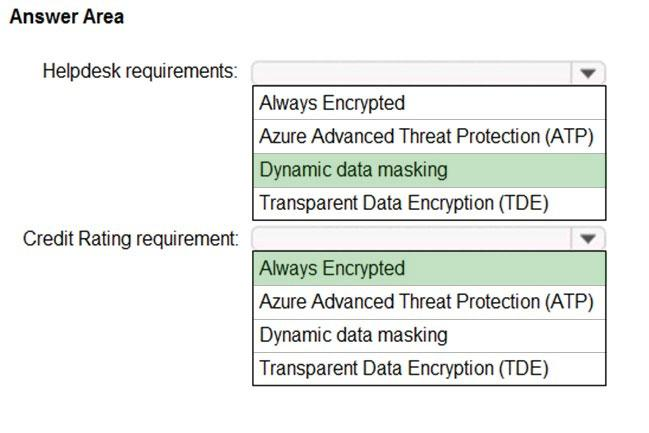 Answer Area
Helpdesk requirements:
Always Encrypted
Azure Advanced Threat Protection (ATP)
Dynamic data masking
Transparent Data Encryption (TDE)
Credit Rating requirement:
Always Encrypted
Azure Advanced Threat Protection (ATP)
Dynamic data masking
Transparent Data Encryption (TDE)